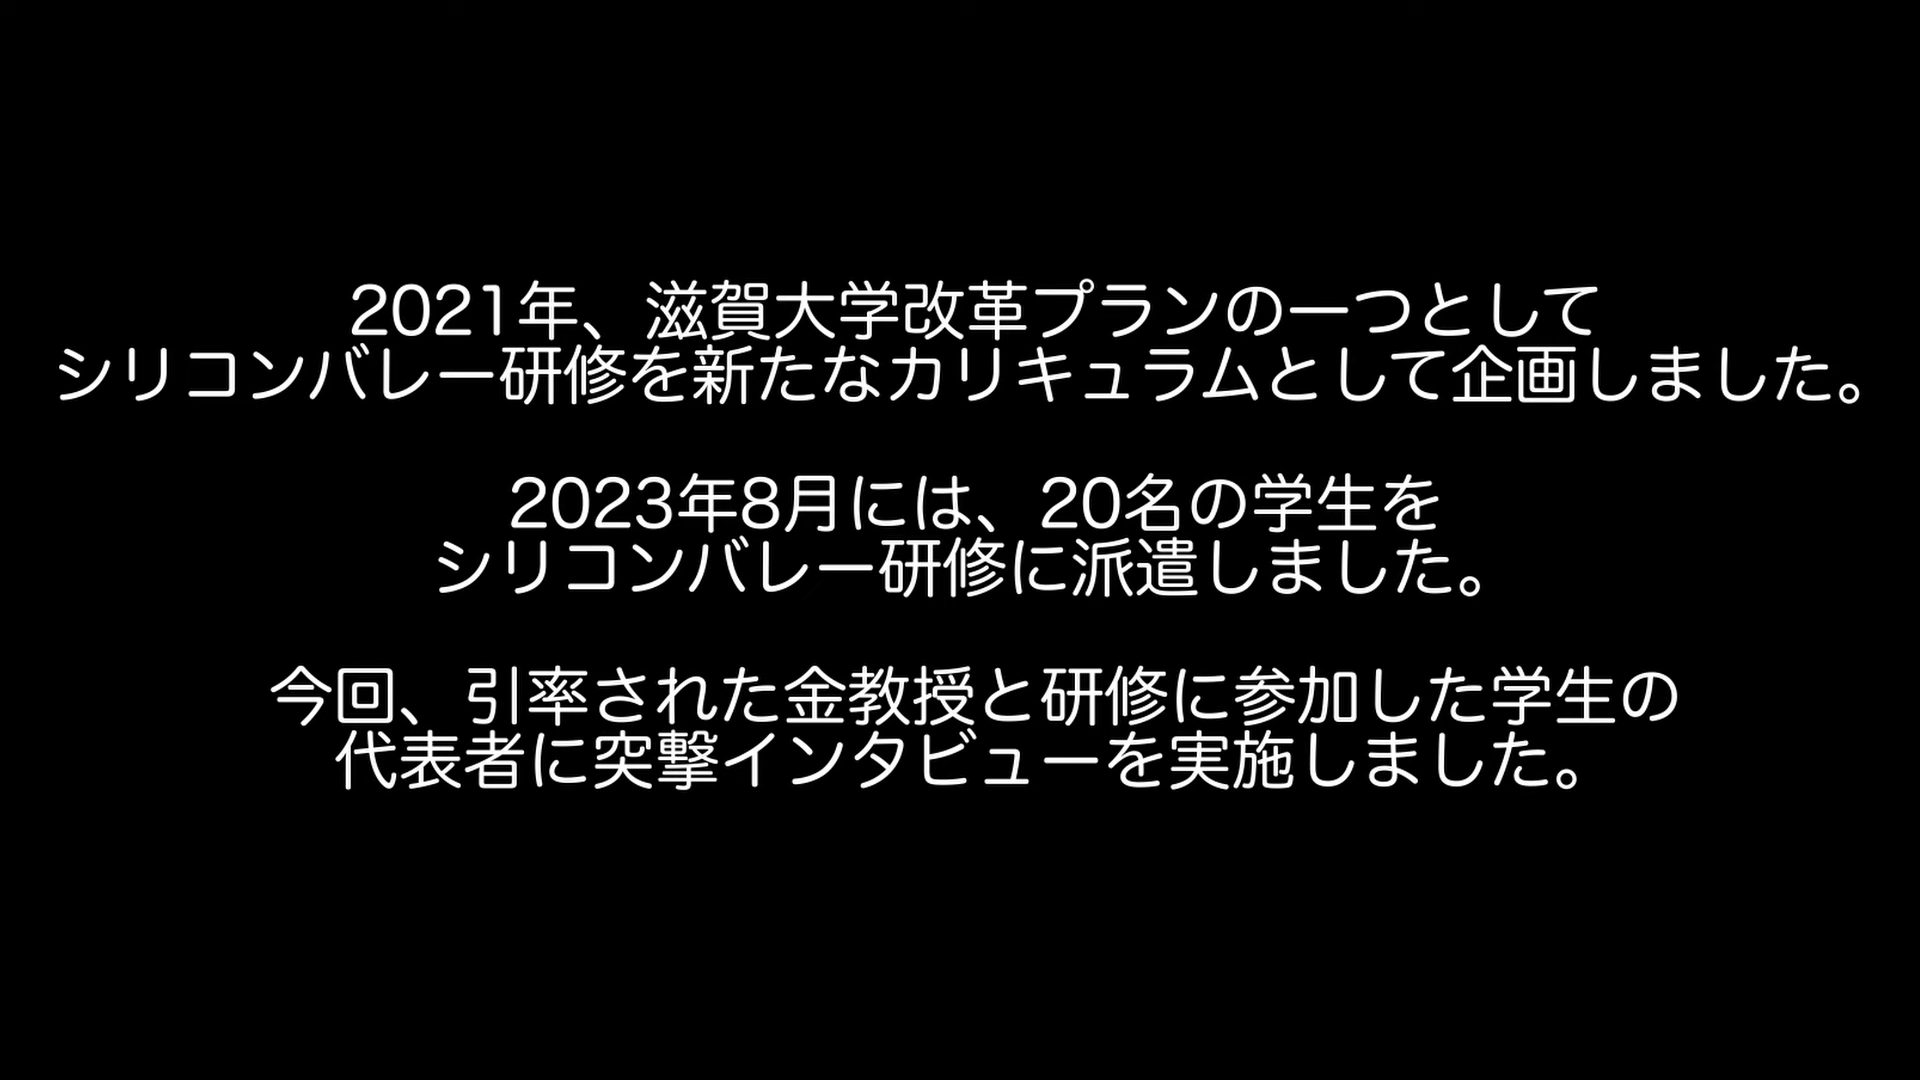 2021年、滋賀大学改革プランの一つとして
シリコンバレー研修を新たなカリキュラムとして企画しました。
2023年8月には、20名の学生を
シリコンバレー研修に派遣しました。
今回、引率された金教授と研修に参加した学生の
代表者に突撃インタビューを実施しました。